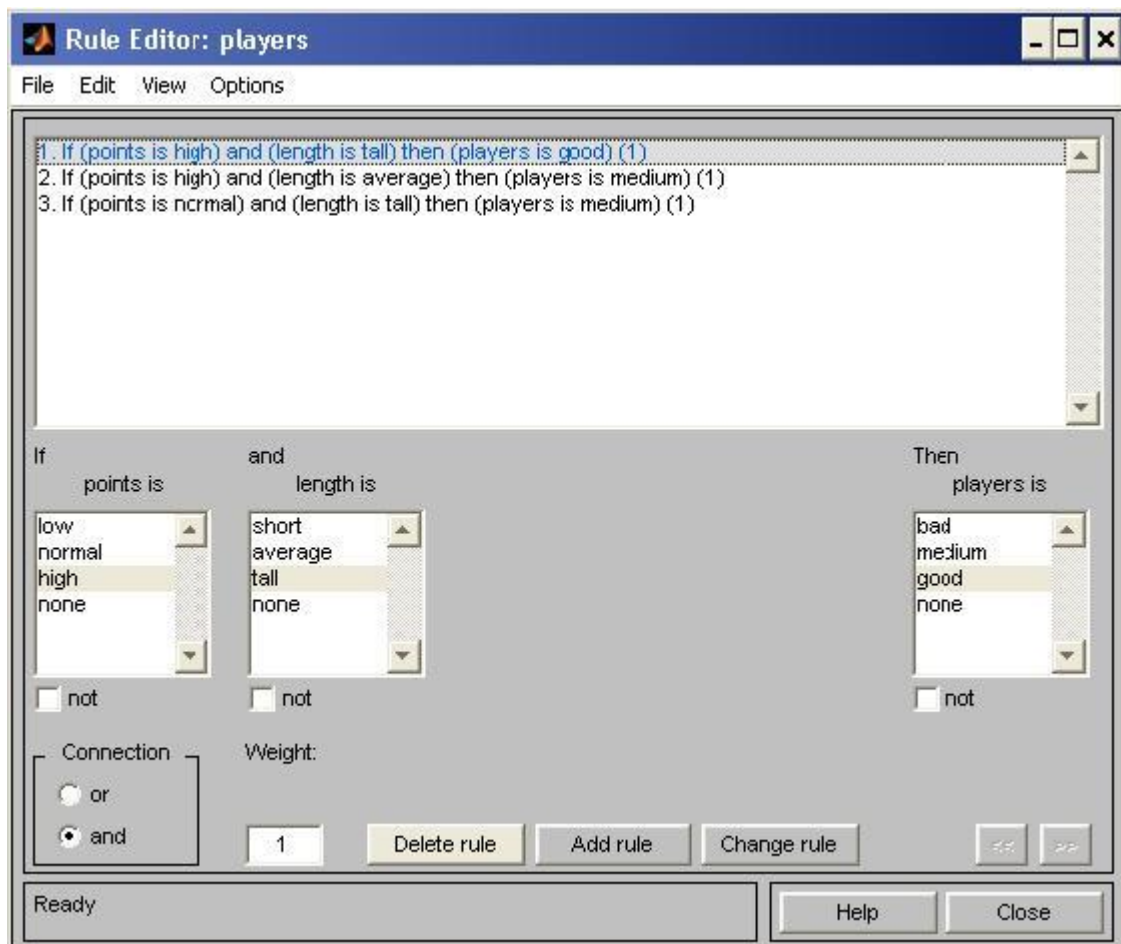 Rule Editor: players
File Edit View Options
1. If (points is high) and (length is tall) then (players is good) (1)
2. If (points is high) and (length is average) then (players is medium) (1)
3. If (points is normal) and (length is tall) then (players is medium) (1)
If and Then
points is length is players is
low short bad
normal average medium
high tall good
none none none
not not not
Connection Weight:
or
and 1 Delete rule Add rule Change rule << >>
Ready Help Close